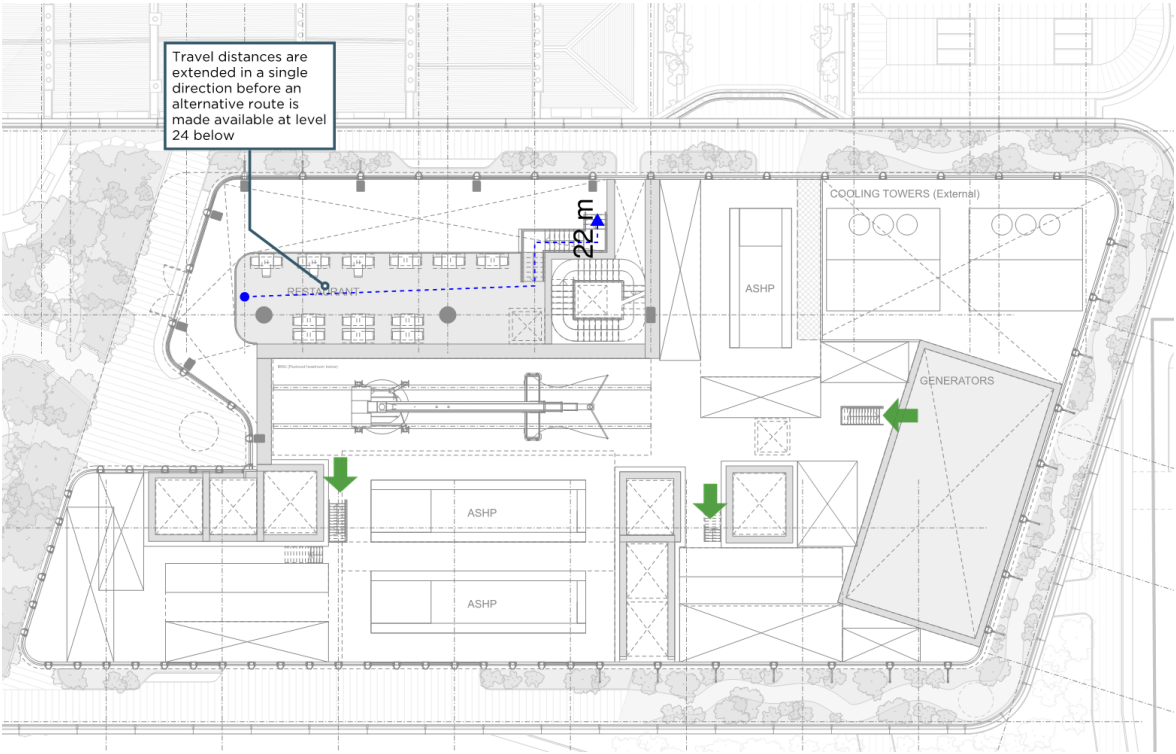 Travel distances are
extended in a single
direction before an
alternative route is
made available at level
24 below
22 m
COOLING TOWERS (External)
RESTAURANT
ASHP
GENERATORS
ASHP
ASHP